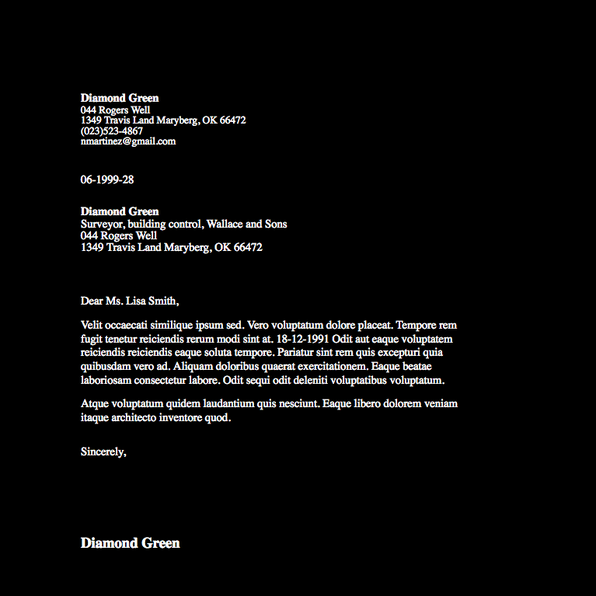 Diamond Green
044 Rogers Well
1349 Travis Land Maryberg, OK 66472
(023)523-4867
nmartinez@gmail.com
06-1999-28
Diamond Green
Surveyor, building control, Wallace and Sons
044 Rogers Well
1349 Travis Land Maryberg, OK 66472
Dear Ms. Lisa Smith,
Velit occaecati similique ipsum sed. Vero voluptatum dolore placeat. Tempore rem
fugit tenetur reiciendis rerum modi sint at. 18-12-1991 Odit aut eaque voluptatem
reiciendis reiciendis eaque soluta tempore. Pariatur sint rem quis excepturi quia
quibusdam vero ad. Aliquam doloribus quaerat exercitationem. Eaque beatae
laboriosam consectetur labore. Odit sequi odit deleniti voluptatibus voluptatum.
Atque voluptatum quidem laudantium quis nesciunt. Eaque libero dolorem veniam
itaque architecto inventore quod.
Sincerely,
Diamond Green